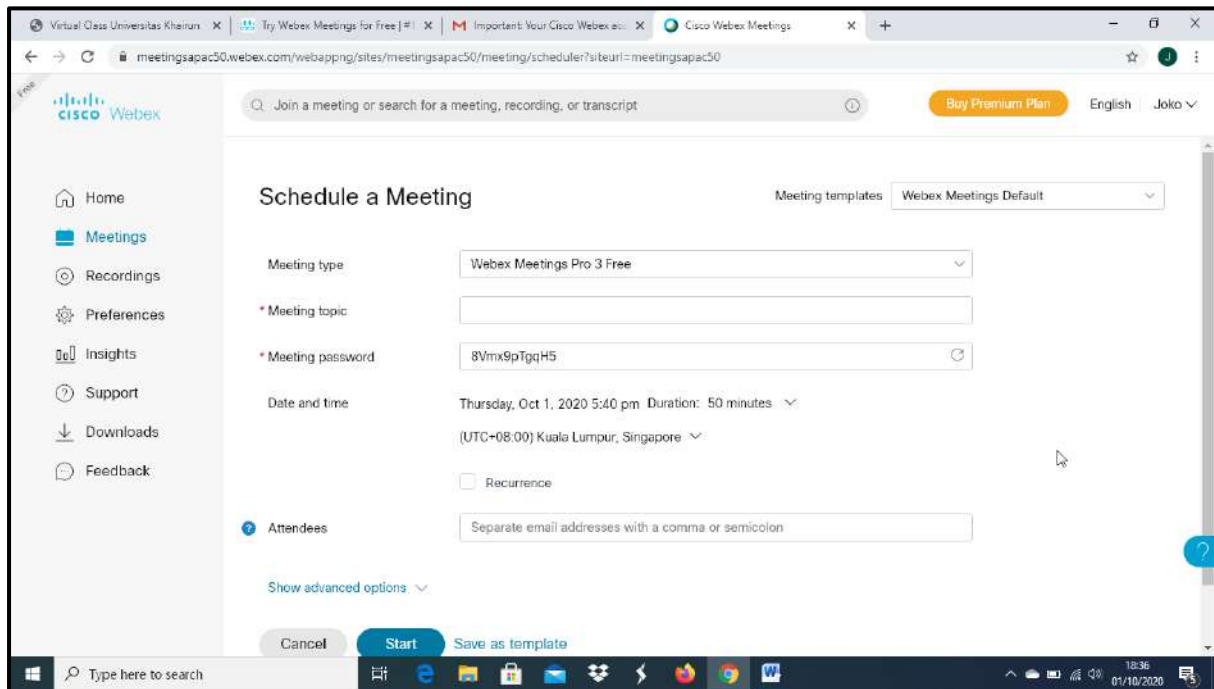 Virtual Class Universitas Khairun
Try Webex Meetings for Free | #1
Important: Your Cisco Webex acc
Cisco Webex Meetings
meetingsapac50.webex.com/webappng/sites/meetingsapac50/meeting/scheduler?siteurl=meetingsapac50
J
Free
CISCO Webex
Join a meeting or search for a meeting, recording, or transcript
Buy Premium Plan
English
Joko
Home
Meetings
Recordings
Preferences
Insights
Support
Downloads
Feedback
Schedule a Meeting
Meeting templates
Webex Meetings Default
Meeting type
Webex Meetings Pro 3 Free
* Meeting topic
* Meeting password
8Vmx9pTgqH5
Date and time
Thursday, Oct 1, 2020 5:40 pm Duration: 50 minutes
(UTC+08:00) Kuala Lumpur, Singapore
Recurrence
Attendees
Separate email addresses with a comma or semicolon
Show advanced options
Cancel
Start
Save as template
Type here to search
18:36
01/10/2020